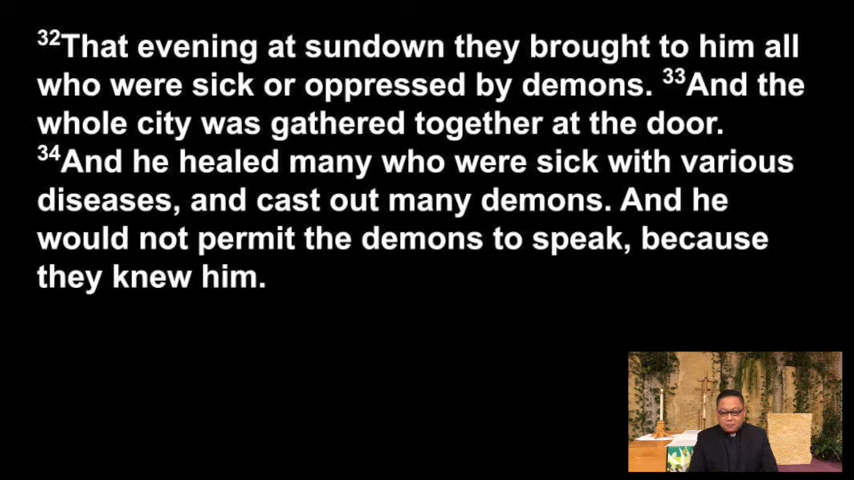 32That evening at sundown they brought to him all
who were sick or oppressed by demons. 33And the
whole city was gathered together at the door.
34And he healed many who were sick with various
diseases, and cast out many demons. And he
would not permit the demons to speak, because
they knew him.